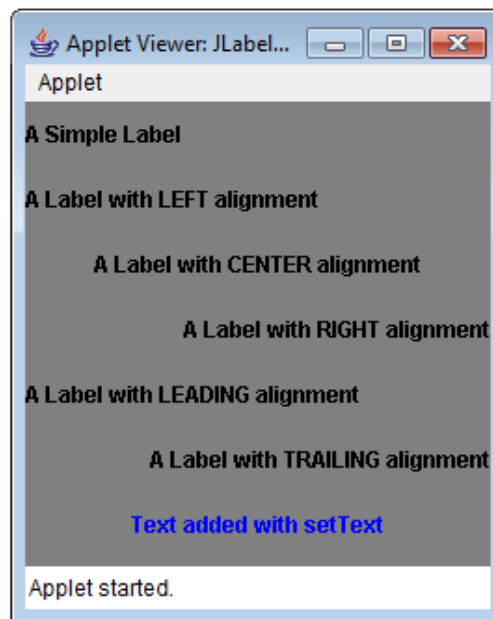 Applet Viewer: JLabel...
Applet
A Simple Label
A Label with LEFT alignment
A Label with CENTER alignment
A Label with RIGHT alignment
A Label with LEADING alignment
A Label with TRAILING alignment
Text added with setText
Applet started.